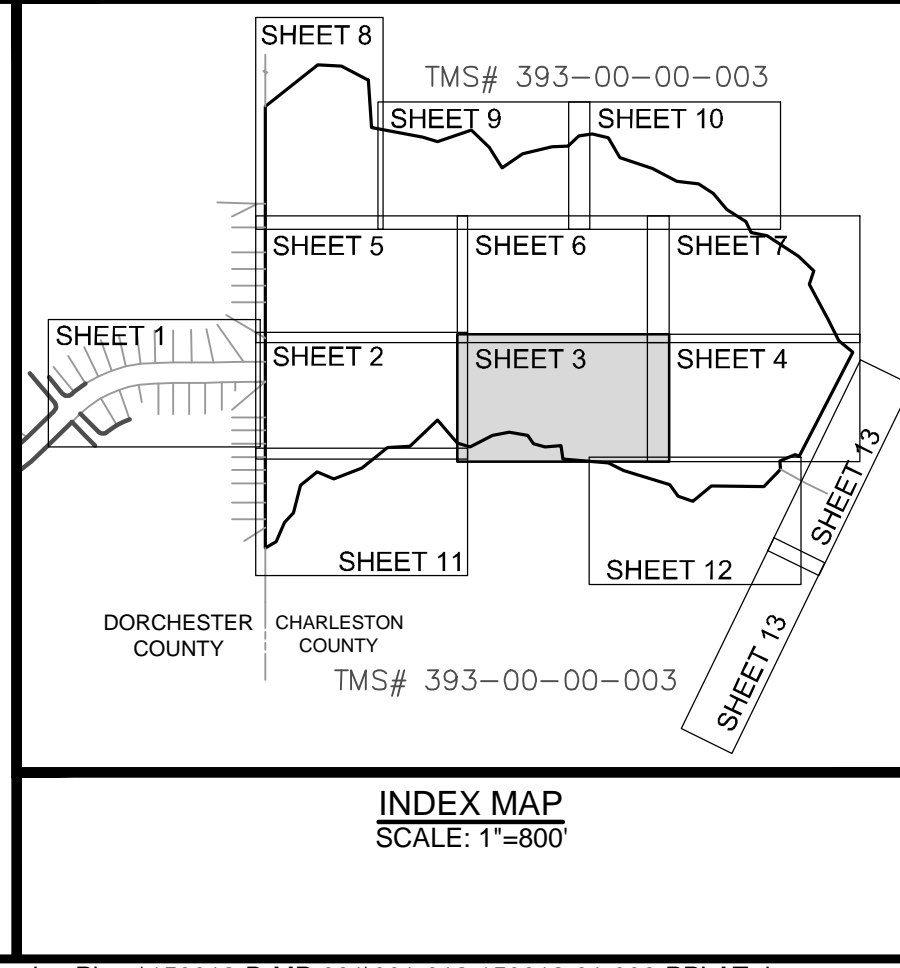 SHEET 8
TMS# 393-00-00-003
SHEET 9
SHEET 10
SHEET 5
SHEET 6
SHEET 7
SHEET 1
SHEET 2
SHEET 3
SHEET 4
SHEET 13
SHEET 11
SHEET 12
DORCHESTER
COUNTY
CHARLESTON
COUNTY
SHEET 13
TMS# 393-00-00-003
INDEX MAP
SCALE: 1"=800'